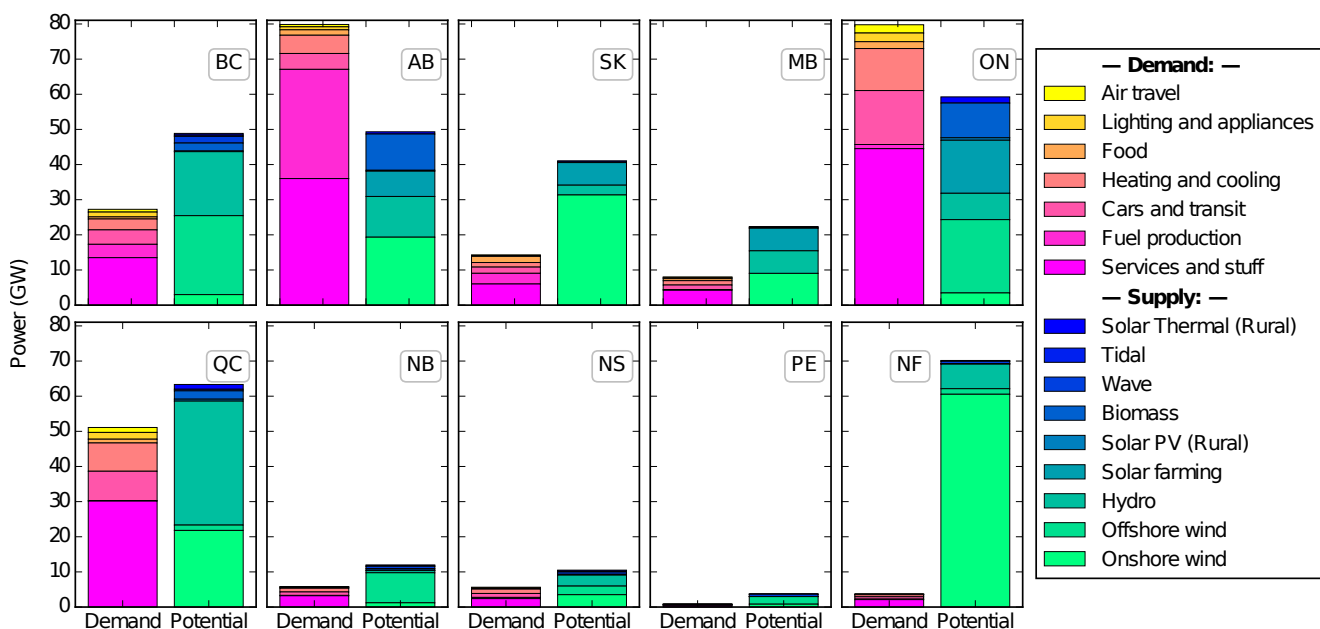 80
70
60
50
40
30
20
10
0
BC
AB
SK
MB
ON
Power (GW)
80
70
60
50
40
30
20
10
0
QC
NB
NS
PE
NF
Demand Potential
Demand Potential
Demand Potential
Demand Potential
Demand Potential
— Demand: —
Air travel
Lighting and appliances
Food
Heating and cooling
Cars and transit
Fuel production
Services and stuff
— Supply: —
Solar Thermal (Rural)
Tidal
Wave
Biomass
Solar PV (Rural)
Solar farming
Hydro
Offshore wind
Onshore wind